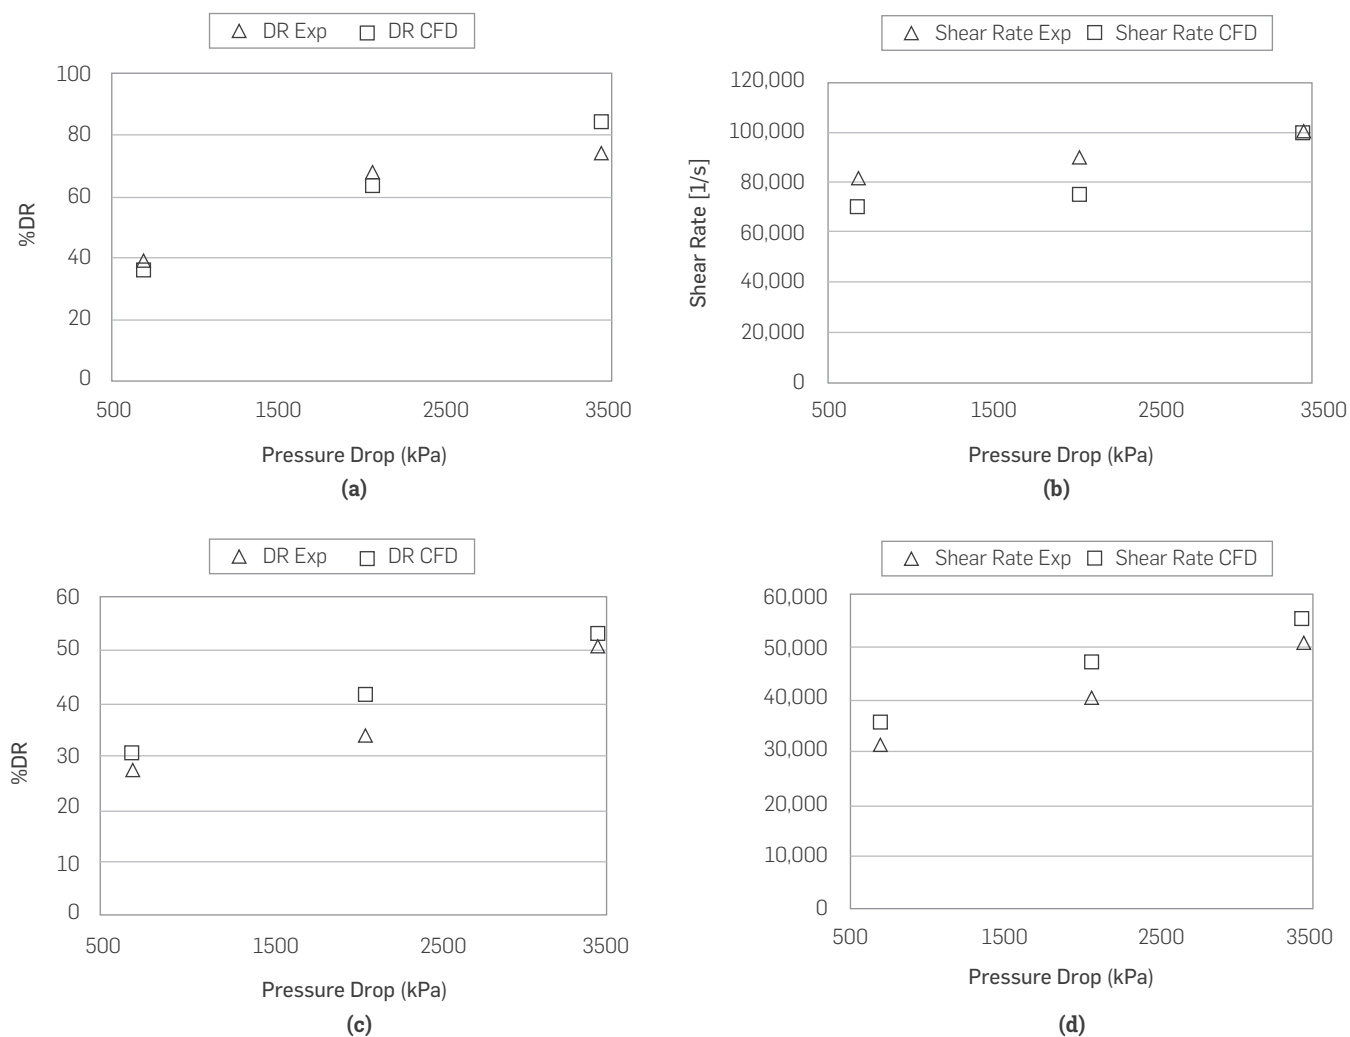 DR Exp DR CFD
100
80
60
40
20
0
%DR
500 1500 2500 3500
Pressure Drop (kPa)
(a)
Shear Rate Exp Shear Rate CFD
120,000
100,000
80,000
60,000
40,000
20,000
0
Shear Rate [1/s]
500 1500 2500 3500
Pressure Drop (kPa)
(b)
DR Exp DR CFD
60
50
40
30
20
10
0
%DR
500 1500 2500 3500
Pressure Drop (kPa)
(c)
Shear Rate Exp Shear Rate CFD
60,000
50,000
40,000
30,000
20,000
10,000
0
500 1500 2500 3500
Pressure Drop (kPa)
(d)